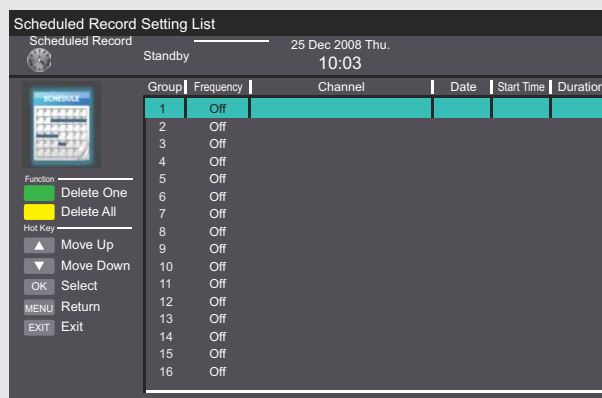 Scheduled Record Setting List
Scheduled Record
Standby
25 Dec 2008 Thu.
10:03
Group Frequency Channel Date Start Time Duration
SCHEDULE
1 Off
2 Off
3 Off
4 Off
5 Off
6 Off
7 Off
8 Off
9 Off
10 Off
11 Off
12 Off
13 Off
14 Off
15 Off
16 Off
Function
Delete One
Delete All
Hot Key
Move Up
Move Down
OK Select
MENU Return
EXIT Exit